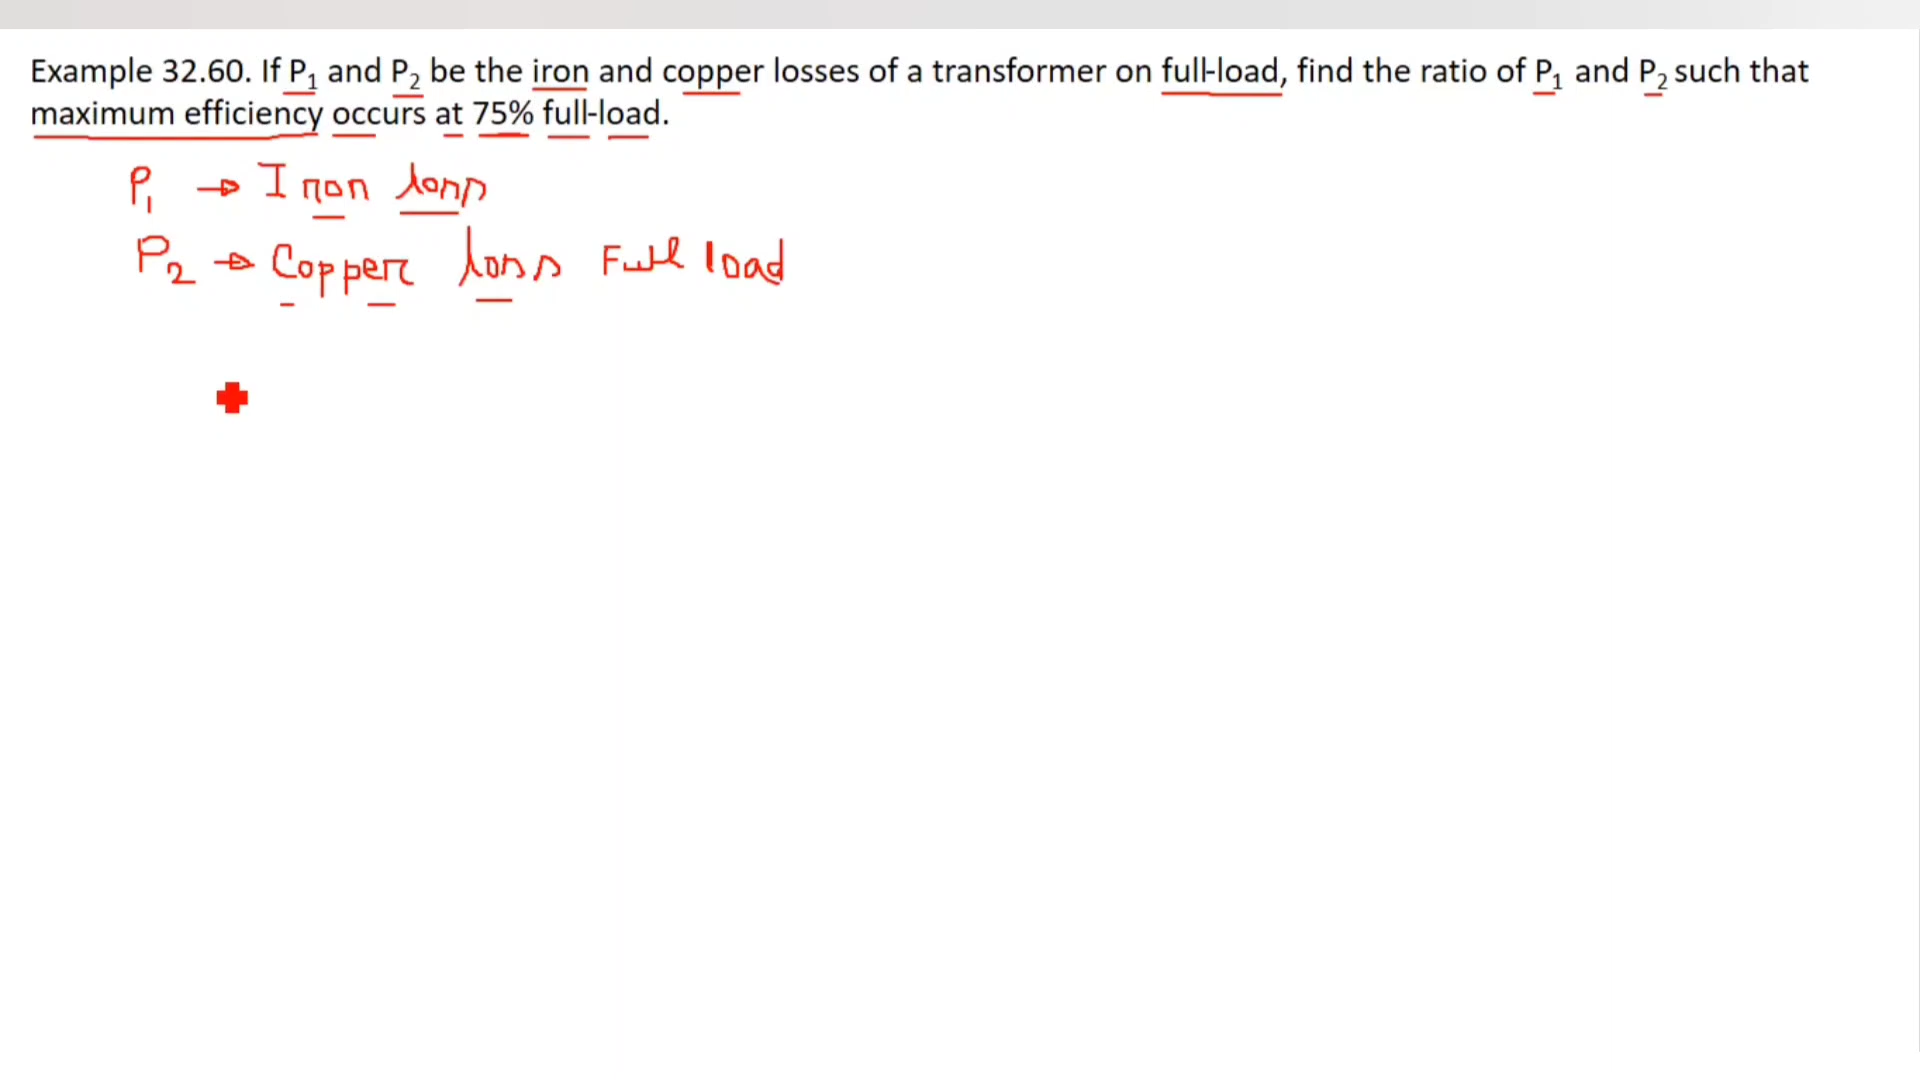 Example 32.60. If P₁ and P₂ be the iron and copper losses of a transformer on full-load, find the ratio of P₁ and P₂ such that
maximum efficiency occurs at 75% full-load.
P₁ → Iron loss
P₂ → Copper loss Full load